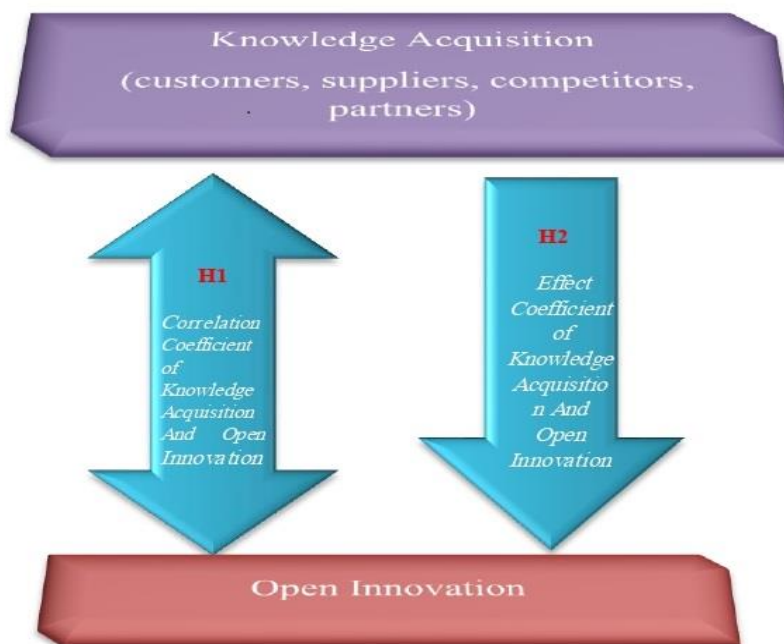 Knowledge Acquisition
(customers, suppliers, competitors,
partners)
H1
Correlation
Coefficient
of
Knowledge
Acquisition
And Open
Innovation
H2
Effect
Coefficient
of
Knowledge
Acquisitio
n And
Open
Innovation
Open Innovation